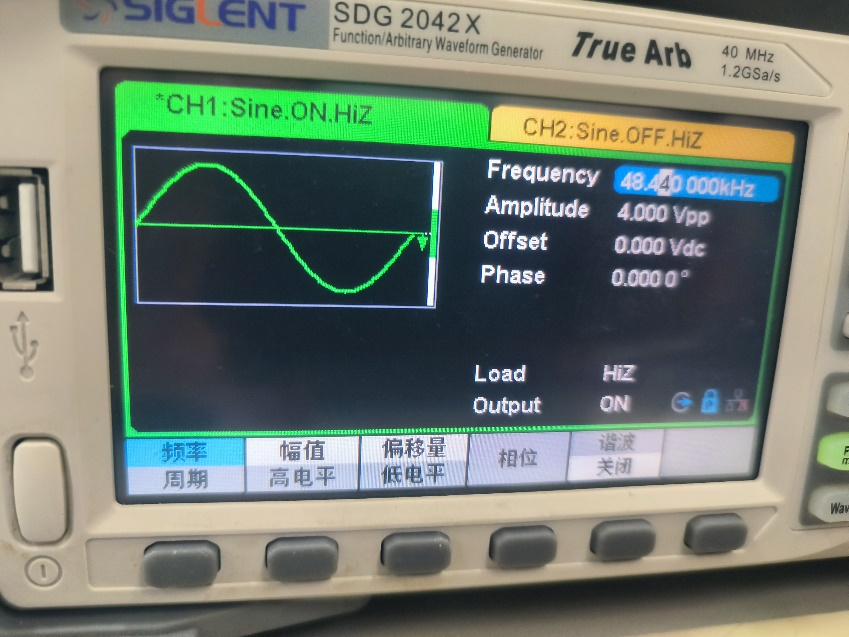 SIGLENT
SDG 2042X
Function/Arbitrary Waveform Generator
True Arb
40 MHz
1.2GSa/s
*CH1:Sine.ON.HiZ
CH2:Sine.OFF.HiZ
Frequency 48.440 000kHz
Amplitude 4.000 Vpp
Offset 0.000 Vdc
Phase 0.000 0 °
Load HiZ
Output ON
频率 幅值 偏移量 相位 谐波
周期 高电平 低电平 关闭